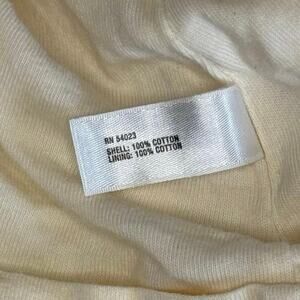 RN 54023
SHELL: 100% COTTON
LINING: 100% COTTON